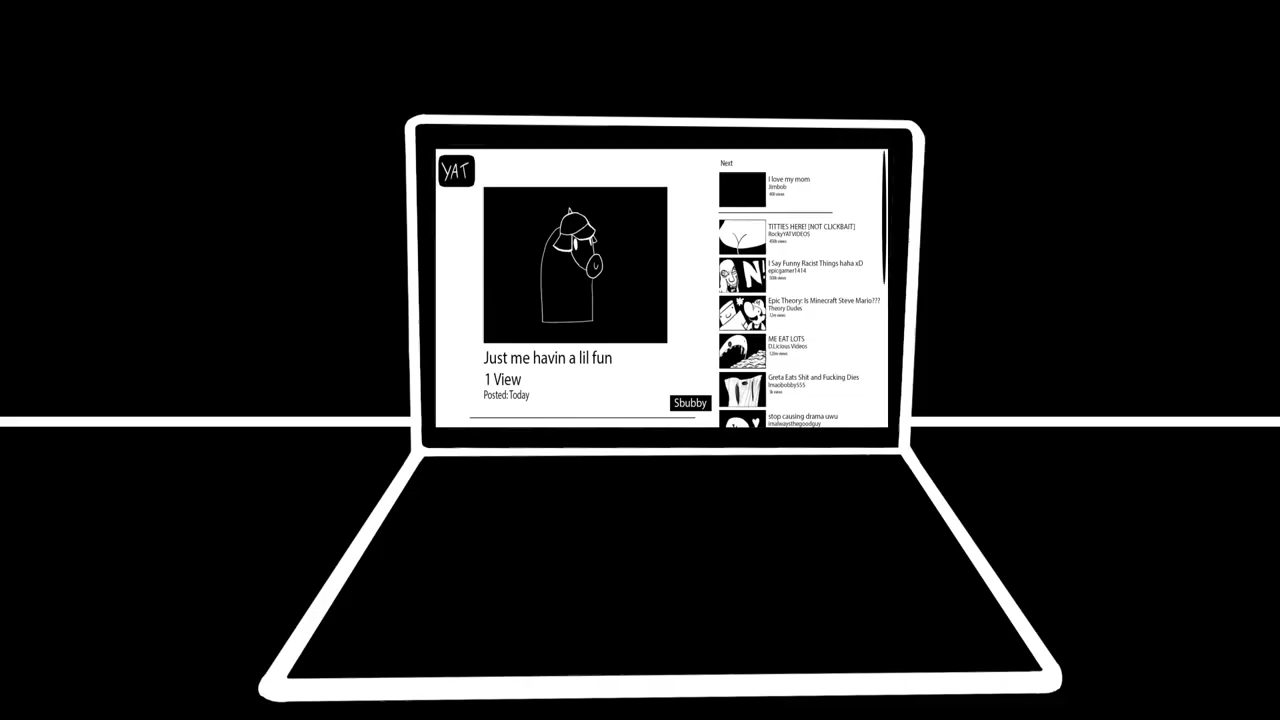 YAT
Just me havin a lil fun
1 View
Posted: Today
Sbubby
Next
I love my mom
Jimbob
TITTIES HERE! [NOT CLICKBAIT]
RockyYATVIDEOS
I Say Funny Racist Things haha xD
epicgamer1414
N
Epic Theory: Is Minecraft Steve Mario???
Theory Dudes
ME EAT LOTS
D.Licious Videos
Greta Eats Shit and Fucking Dies
lmaobobby555
stop causing drama uwu
imalwaysthegoodguy